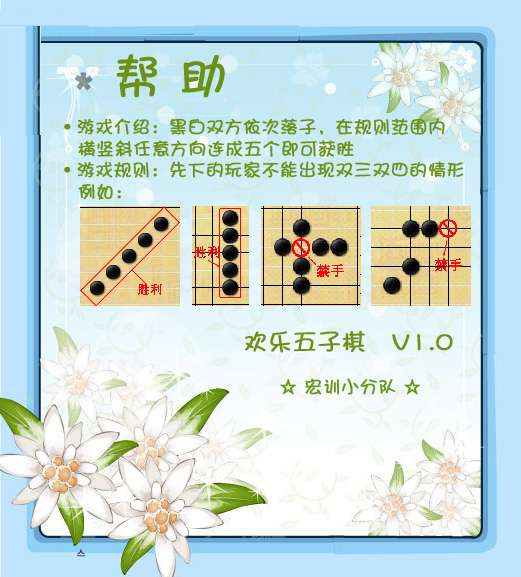 帮 助
• 游戏介绍：黑白双方依次落子，在规则范围内
横竖斜任意方向连成五个即可获胜
• 游戏规则：先下的玩家不能出现双三双四的情形
例如：
胜利
胜利
禁手
禁手
欢乐五子棋 V1.0
☆ 宏训小分队 ☆